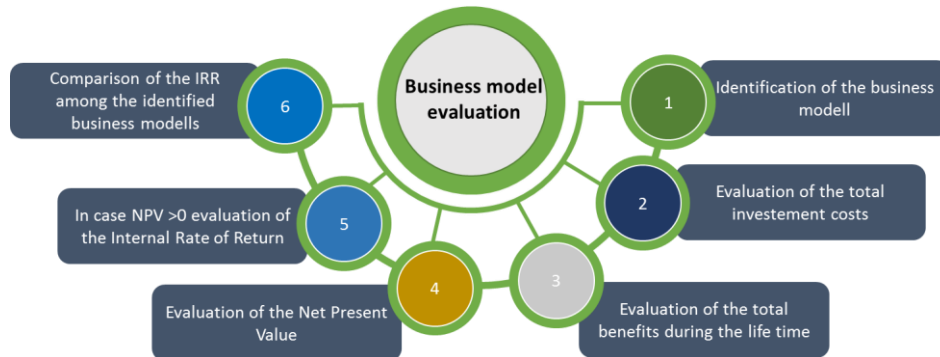 Business model
evaluation
1
Identification of the business
modell
2
Evaluation of the total
investement costs
3
Evaluation of the total
benefits during the life time
4
Evaluation of the Net Present
Value
5
In case NPV >0 evaluation of
the Internal Rate of Return
6
Comparison of the IRR
among the identified
business modells